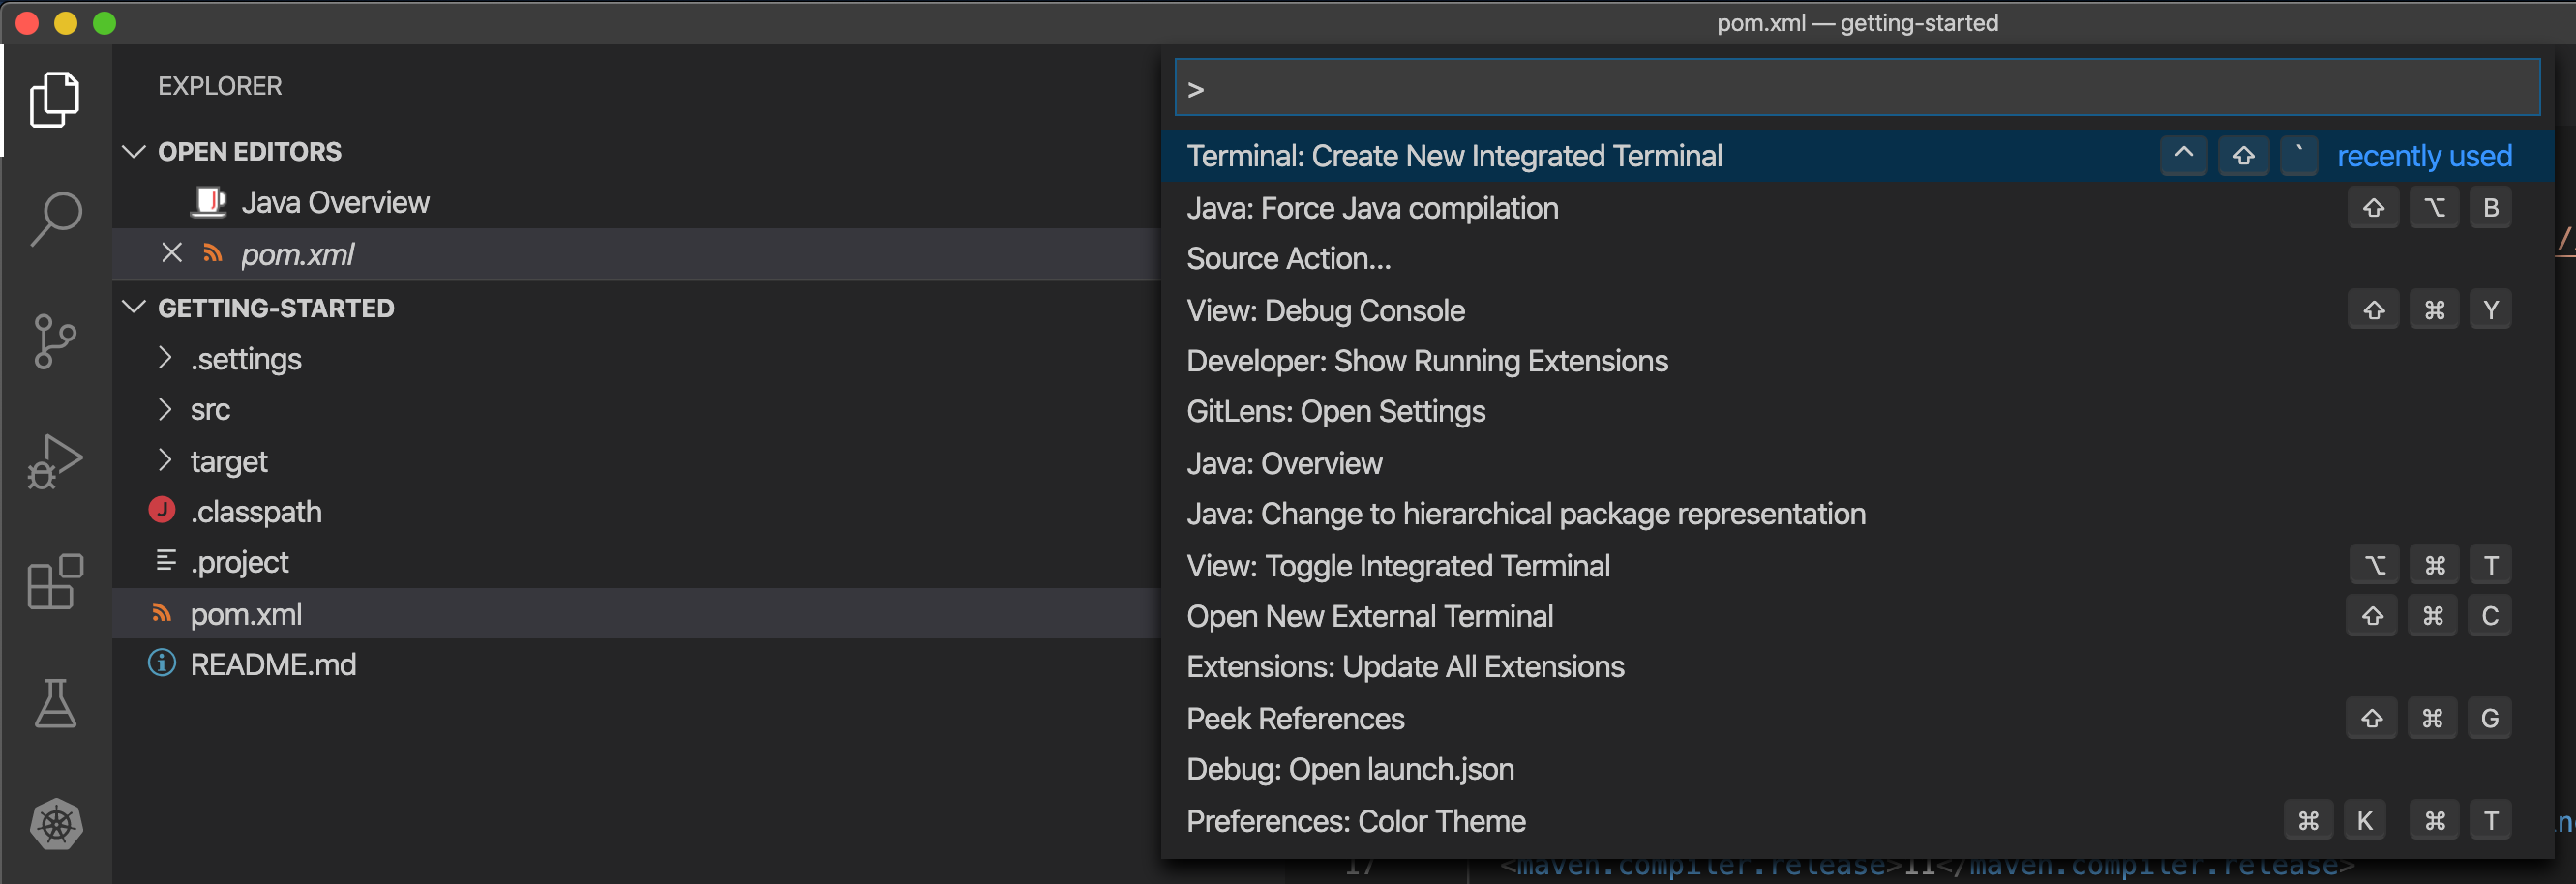 pom.xml — getting-started
EXPLORER
OPEN EDITORS
Java Overview
pom.xml
GETTING-STARTED
.settings
src
target
.classpath
.project
pom.xml
README.md
>
Terminal: Create New Integrated Terminal ^ ⇧ ` recently used
Java: Force Java compilation ⇧ ⌥ B
Source Action...
View: Debug Console ⇧ ⌘ Y
Developer: Show Running Extensions
GitLens: Open Settings
Java: Overview
Java: Change to hierarchical package representation
View: Toggle Integrated Terminal ⌥ ⌘ T
Open New External Terminal ⇧ ⌘ C
Extensions: Update All Extensions
Peek References ⇧ ⌘ G
Debug: Open launch.json
Preferences: Color Theme ⌘ K ⌘ T
17 <maven.compiler.release>11</maven.compiler.release>